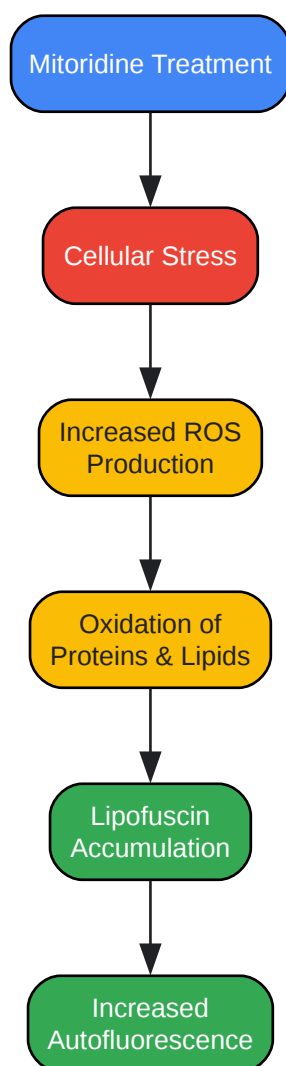 Mitoridine Treatment
Cellular Stress
Increased ROS
Production
Oxidation of
Proteins & Lipids
Lipofuscin
Accumulation
Increased
Autofluorescence